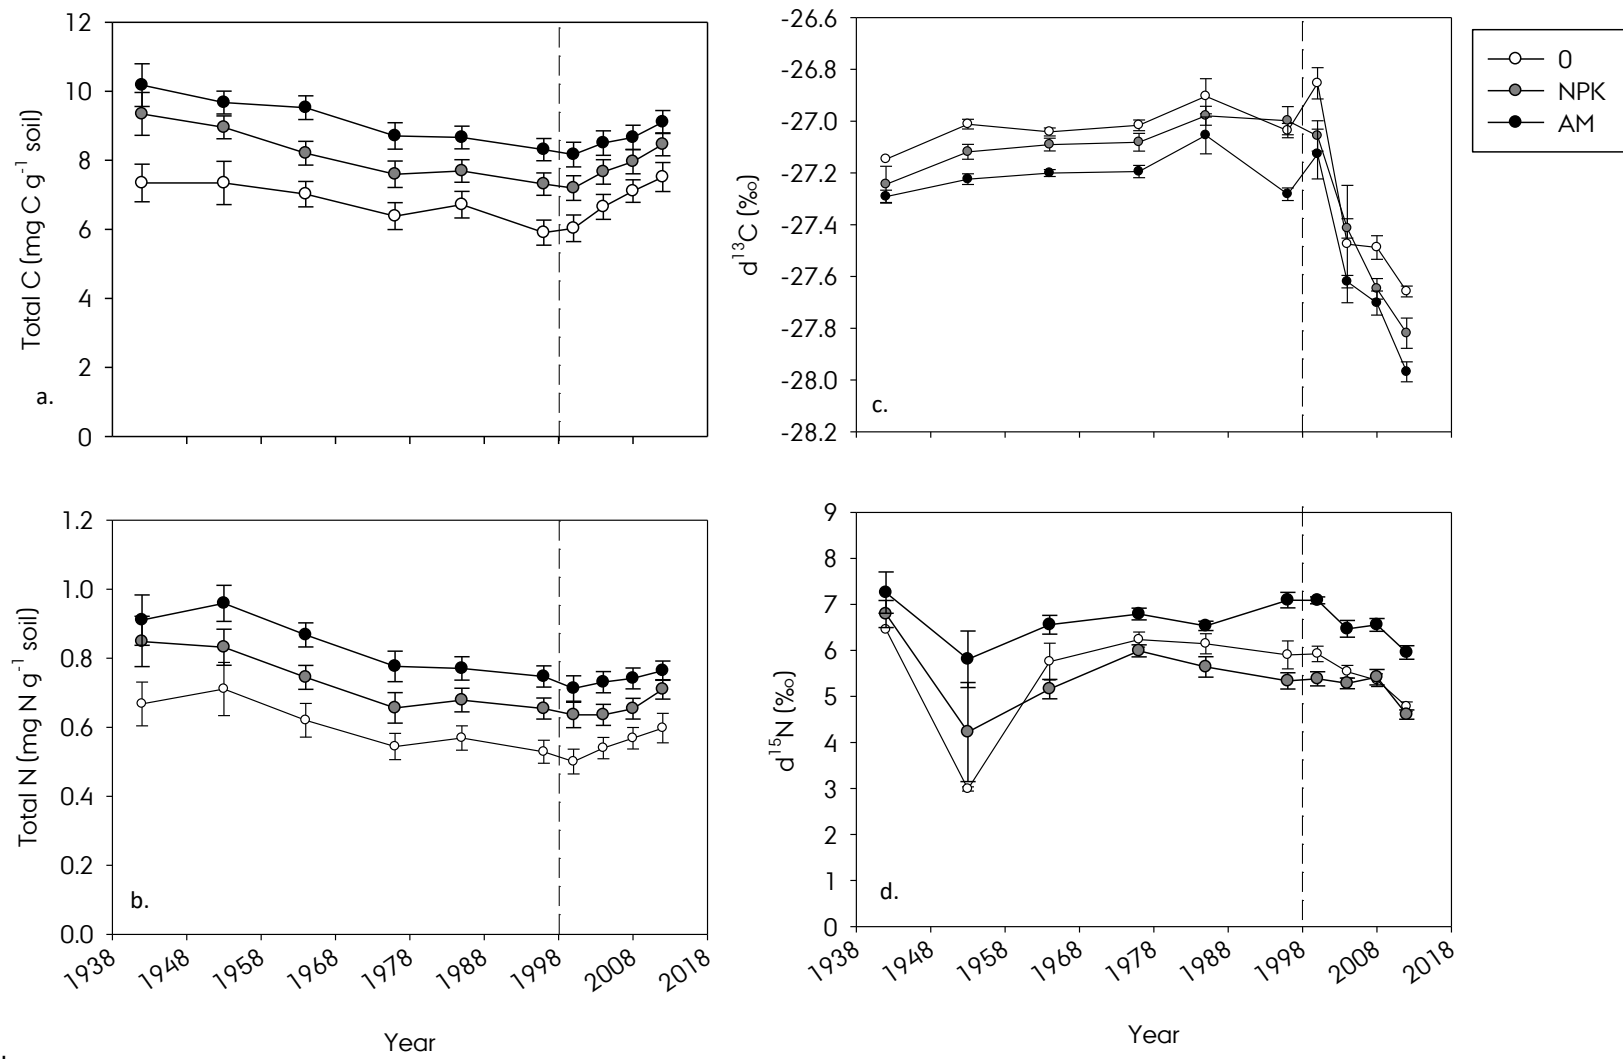 12
10
8
6
4
2
0
Total C (mg C g-1 soil)
a.
-26.6
-26.8
-27.0
-27.2
-27.4
-27.6
-27.8
-28.0
-28.2
d13C (‰)
c.
0
NPK
AM
1.2
1.0
0.8
0.6
0.4
0.2
0.0
Total N (mg N g-1 soil)
b.
1938 1948 1958 1968 1978 1988 1998 2008 2018
Year
9
8
7
6
5
4
3
2
1
0
d15N (‰)
d.
1938 1948 1958 1968 1978 1988 1998 2008 2018
Year
.